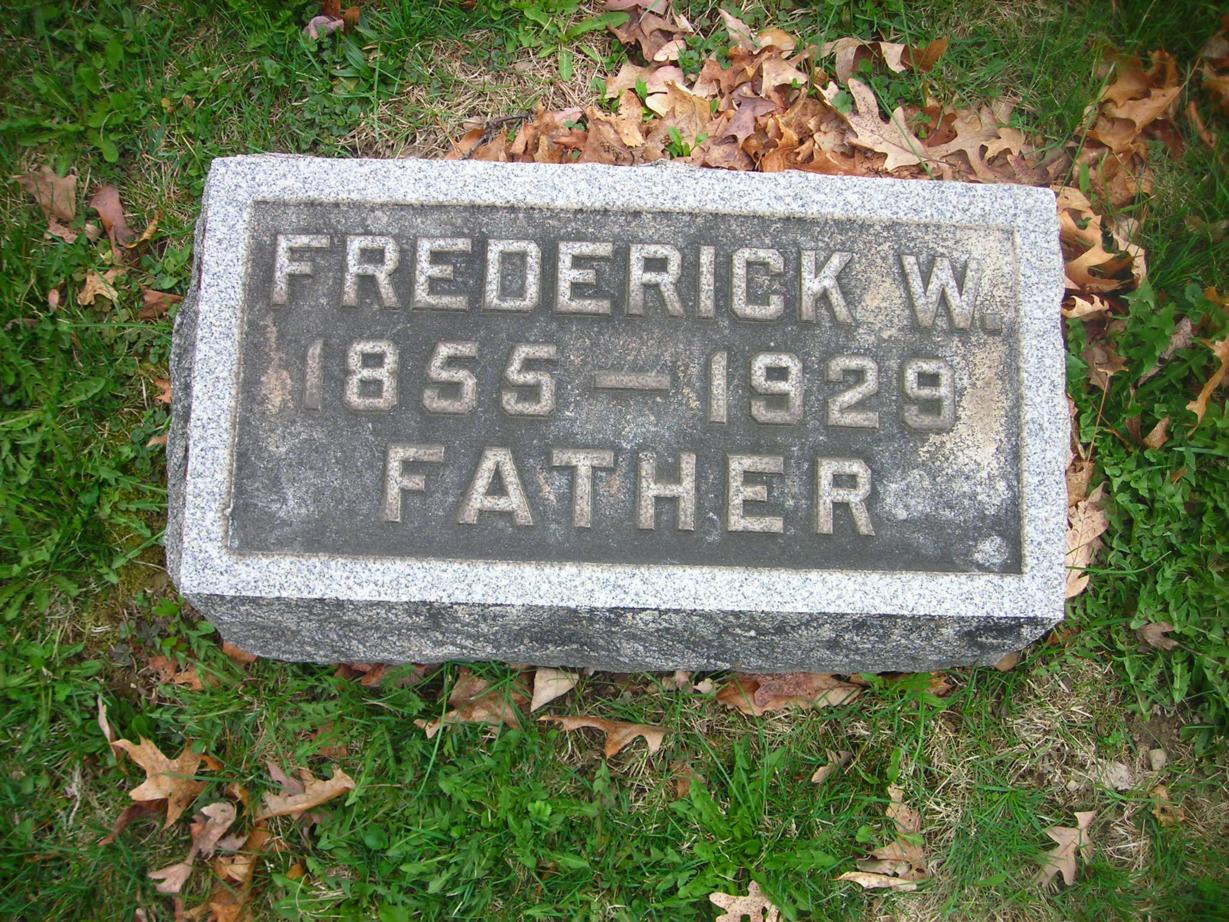 FREDERICK W.
1855 — 1929
FATHER